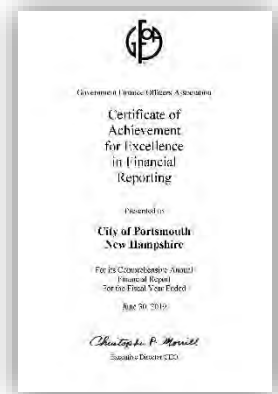 GFOA
Government Finance Officers Association
Certificate of
Achievement
for Excellence
in Financial
Reporting
Presented to
City of Portsmouth
New Hampshire
For its Comprehensive Annual
Financial Report
For the Fiscal Year Ended
June 30, 2019
Christopher P. Morrill
Executive Director/CEO